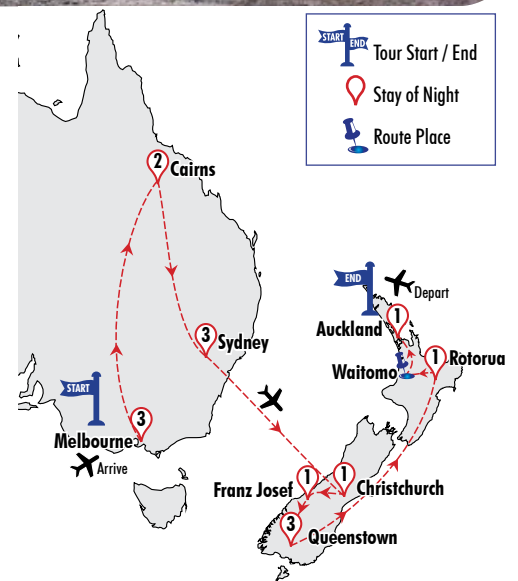 START
END
Tour Start / End
Stay of Night
Route Place
2
Cairns
END
Depart
1
Auckland
3
Sydney
1
Rotorua
Waitomo
START
3
Melbourne
Arrive
1
1
Franz Josef
Christchurch
3
Queenstown